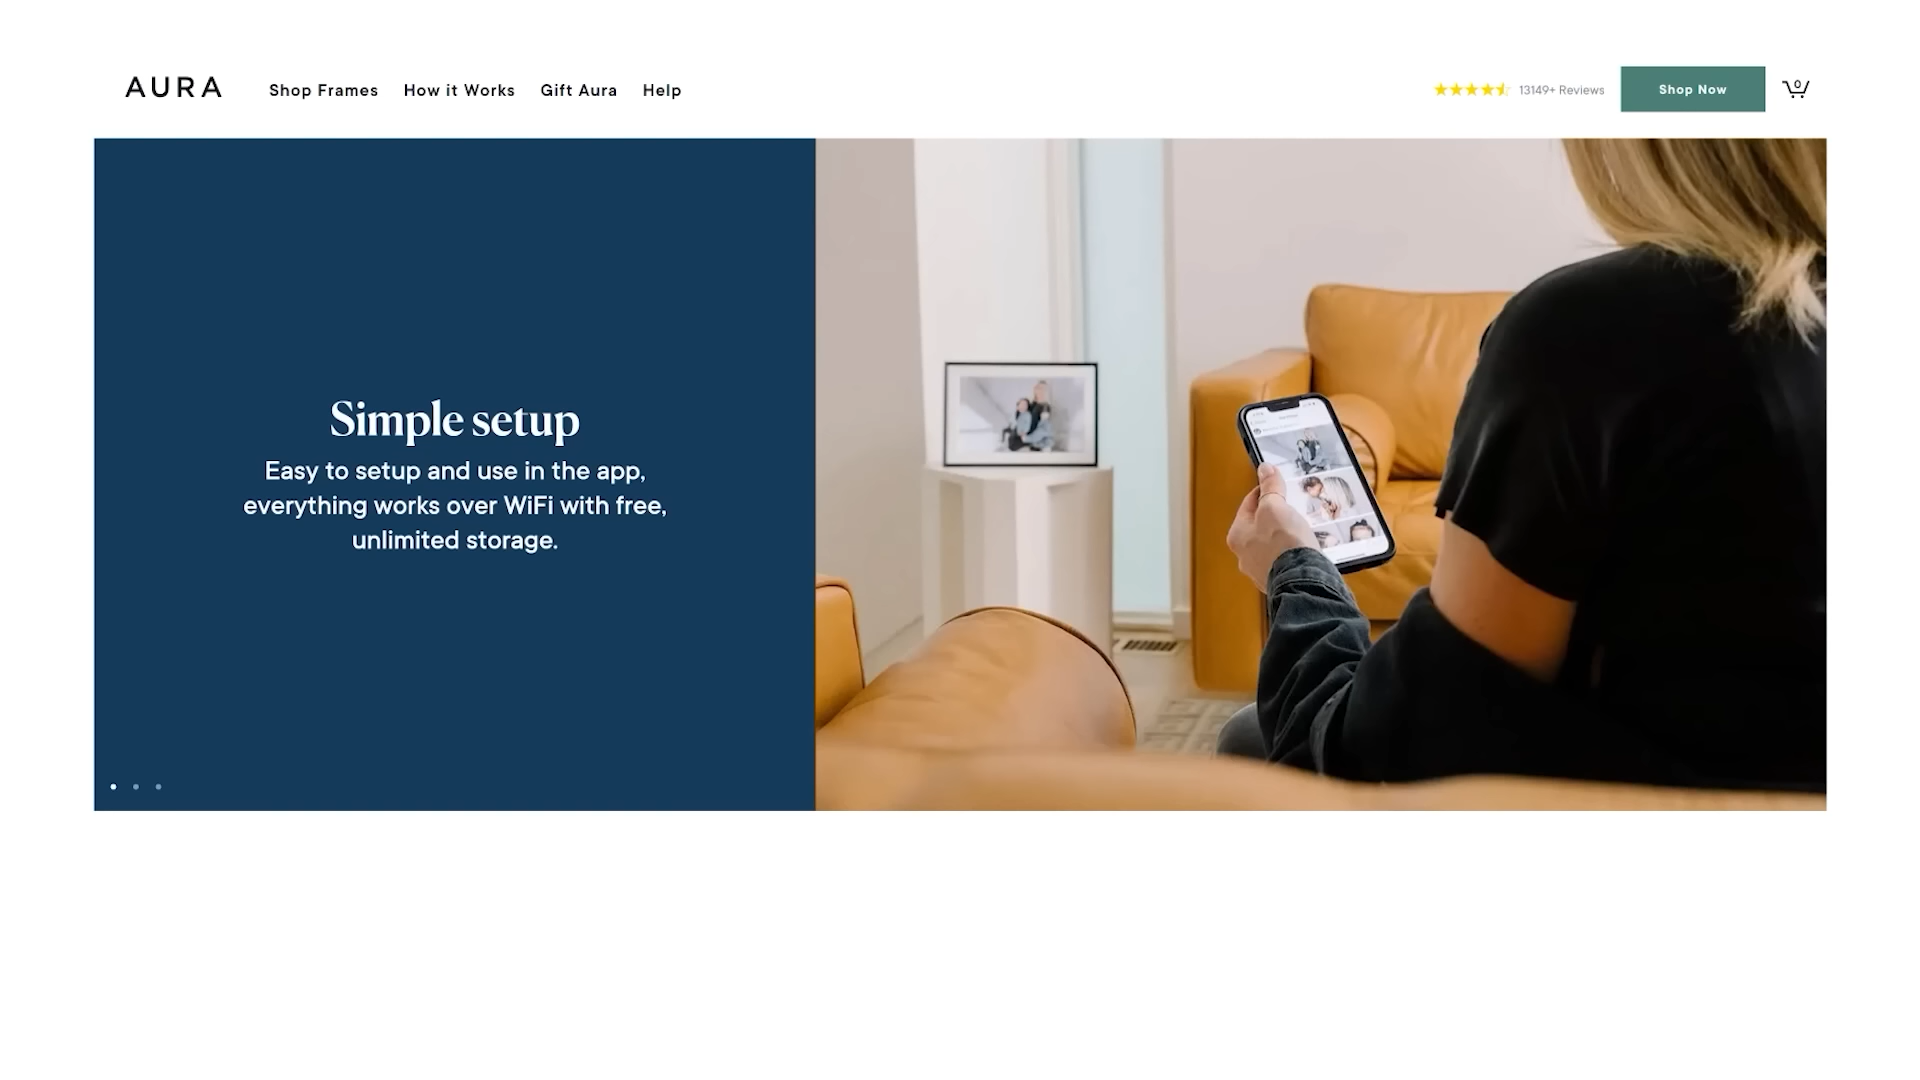 AURA
Shop Frames
How it Works
Gift Aura
Help
13149+ Reviews
Shop Now
0
Simple setup
Easy to setup and use in the app,
everything works over WiFi with free,
unlimited storage.